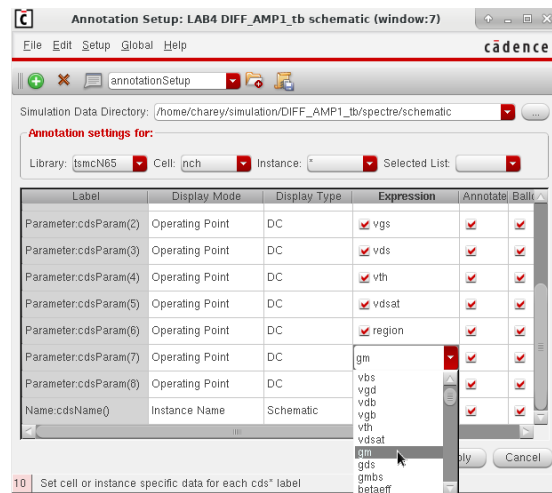 Annotation Setup: LAB4 DIFF_AMP1_tb schematic (window:7)
File Edit Setup Global Help
cādence
annotationSetup
Simulation Data Directory: /home/charey/simulation/DIFF_AMP1_tb/spectre/schematic
...
Annotation settings for:
Library: tsmcN65 Cell: nch Instance: * Selected List:
Label Display Mode Display Type Expression Annotate
Parameter:cdsParam(2) Operating Point DC vgs
Parameter:cdsParam(3) Operating Point DC vds
Parameter:cdsParam(4) Operating Point DC vth
Parameter:cdsParam(5) Operating Point DC vdsat
Parameter:cdsParam(6) Operating Point DC region
Parameter:cdsParam(7) Operating Point DC gm
Parameter:cdsParam(8) Operating Point DC
Name:cdsName() Instance Name Schematic
vbs
vgd
vdb
vgb
vth
vdsat
gm
gds
gmbs
betaeff
ply Cancel
10 Set cell or instance specific data for each cds* label